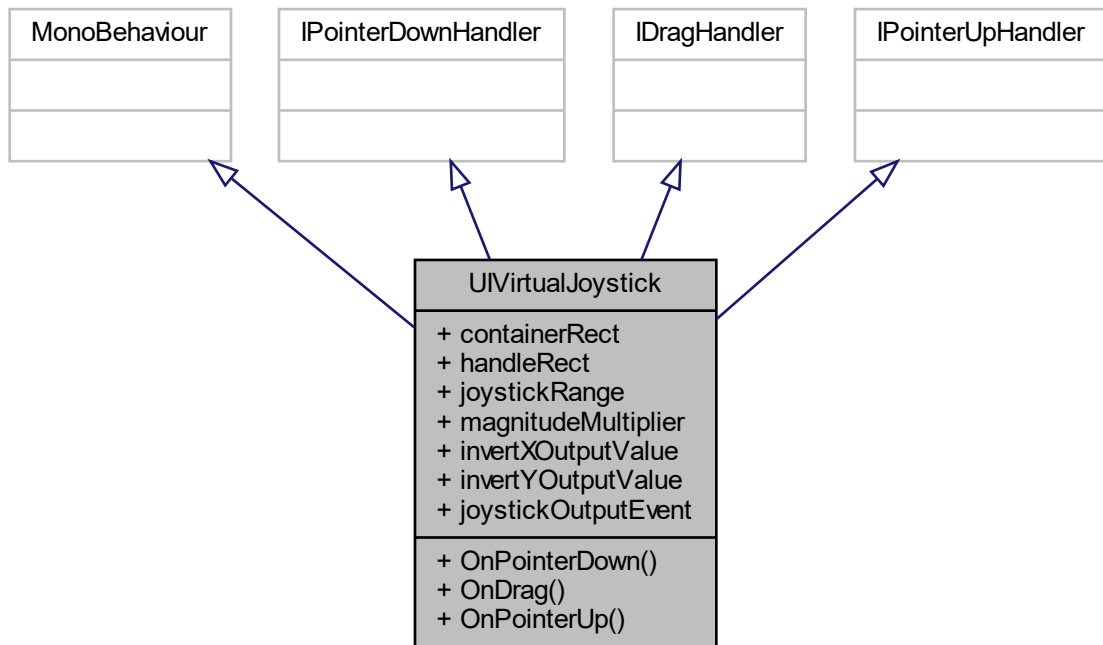 MonoBehaviour
IPointerDownHandler
IDragHandler
IPointerUpHandler
UIVirtualJoystick
+ containerRect
+ handleRect
+ joystickRange
+ magnitudeMultiplier
+ invertXOutputValue
+ invertYOutputValue
+ joystickOutputEvent
+ OnPointerDown()
+ OnDrag()
+ OnPointerUp()